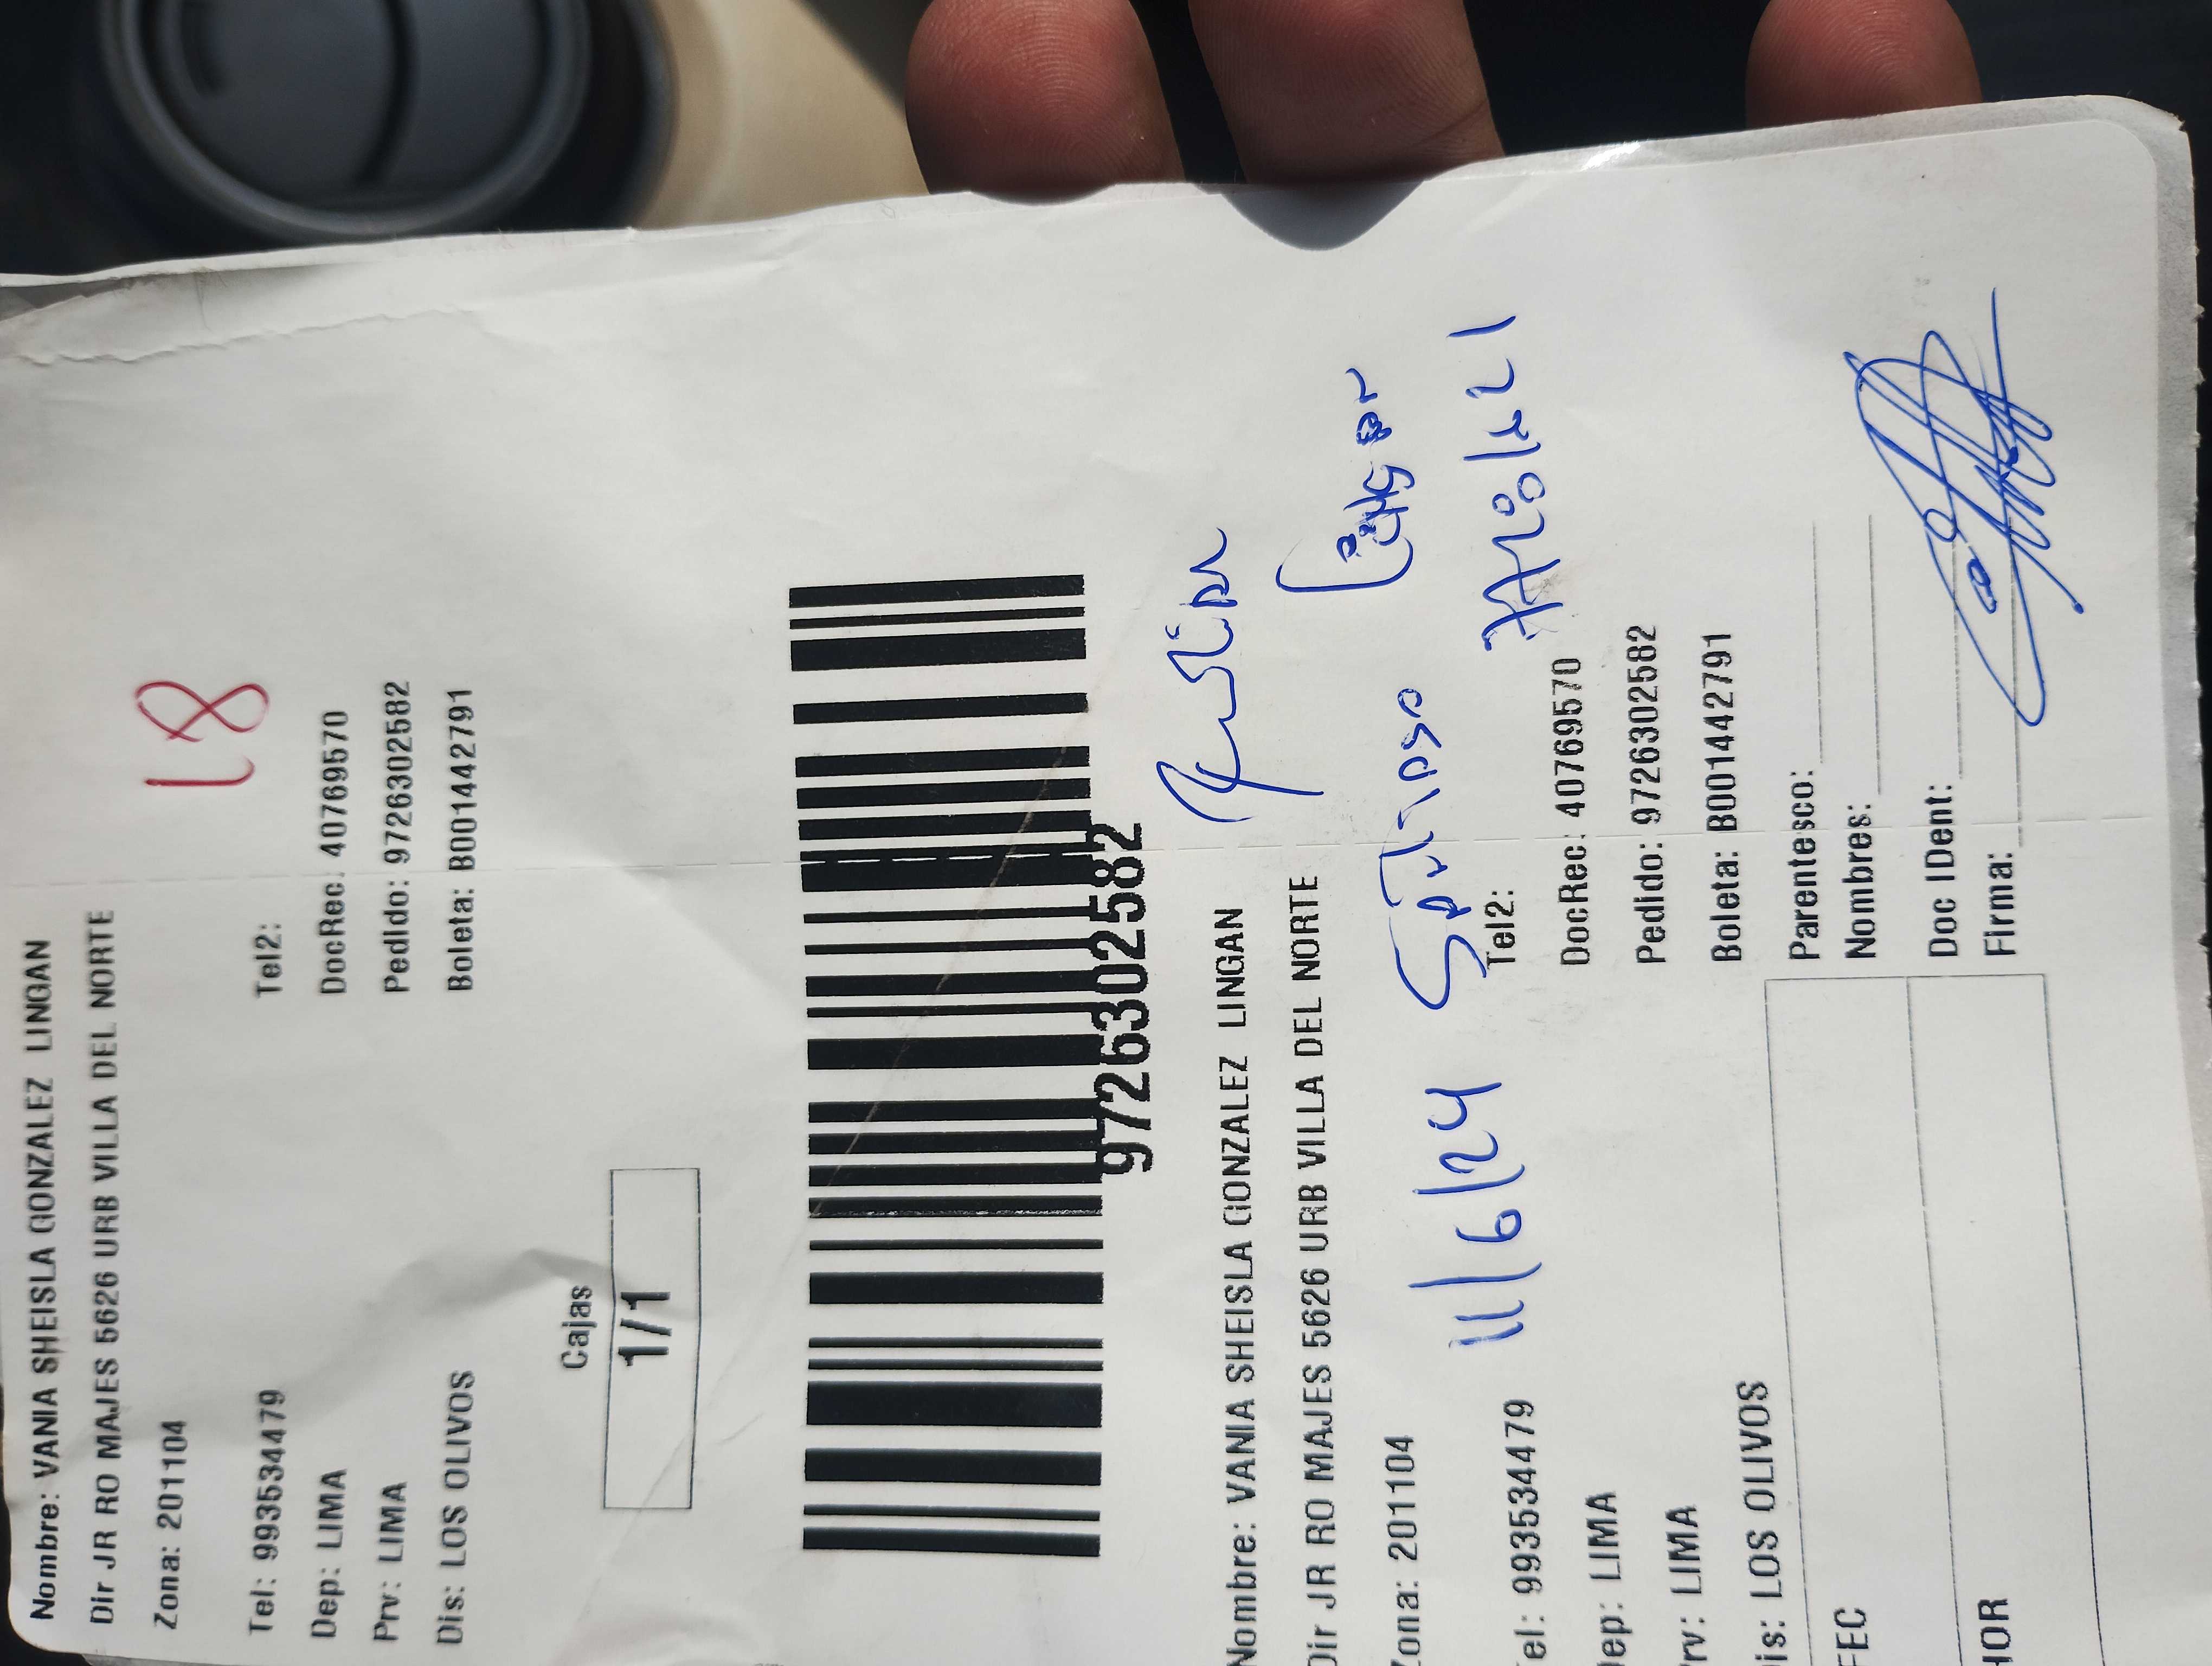 Nombre: VANIA SHEISLA GONZALEZ LINGAN
Dir JR RO MAJES 5626 URB VILLA DEL NORTE
Zona: 201104
18
Tel: 993534479 Tel2:
Dep: LIMA DocRec: 40769570
Prv: LIMA Pedido: 9726302582
Dis: LOS OLIVOS Boleta: B001442791
Cajas
1/1
9726302582
Nombre: VANIA SHEISLA GONZALEZ LINGAN
Dir JR RO MAJES 5626 URB VILLA DEL NORTE
Zona: 201104
11/6/24
Tel: 993534479 Tel2:
Dep: LIMA DocRec: 40769570
Prv: LIMA Pedido: 9726302582
Dis: LOS OLIVOS Boleta: B001442791
FEC Parentesco:
Nombres:
HOR Doc IDent:
Firma: